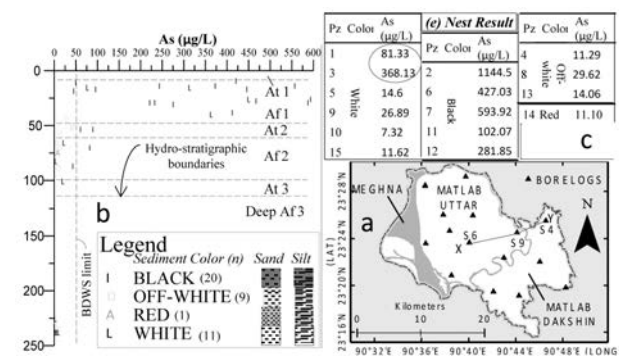 As (µg/L)
0 50 100 150 200 250 300 350 400 450 500 550 600
0
50
100
150
200
250
At 1
Af 1
At 2
Hydro-stratigraphic
boundaries
Af 2
At 3
Deep Af 3
BDWS limit
b
Legend
Sediment Color (n) Sand Silt
BLACK (20)
OFF-WHITE (9)
A RED (1)
L WHITE (11)
(e) Nest Result
Pz Color As
(µg/L)
1 81.33
3 368.13
5 14.6
9 26.89
10 7.32
15 11.62
White
Pz Color As
(µg/L)
2 1144.5
6 427.03
7 593.92
11 102.07
12 281.85
Black
Pz Color As
(µg/L)
4 11.29
8 29.62
13 14.06
Off-
white
14 Red 11.10
c
MEGHNA
MATLAB
UTTAR
a
BORELOGS
N
S6
X
S9
S4
Y
MATLAB
DAKSHIN
Kilometers
0 10 20
(LAT)
23°28'N
23°24'N
23°20'N
23°16'N
90°32'E 90°36'E 90°40'E 90°44'E 90°48'E (LONG